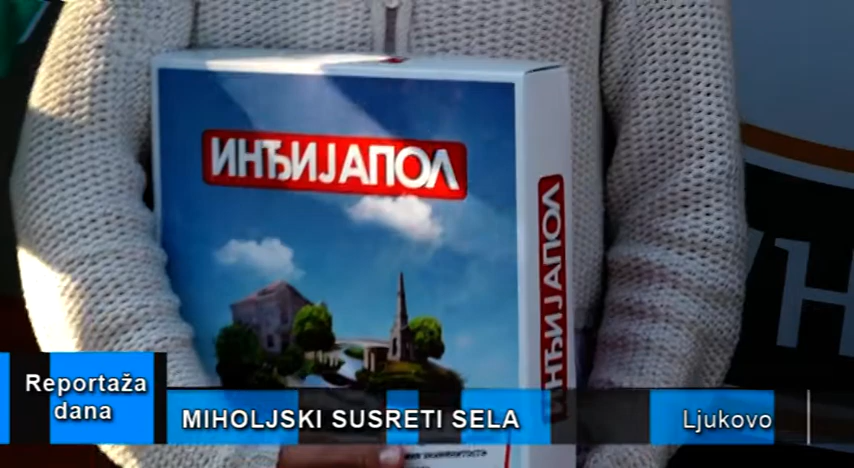 ИНЂИЈАПОЛ
ИНЂИЈАПОЛ
Reportaža
dana
MIHOLJSKI SUSRETI SELA
Ljukovo